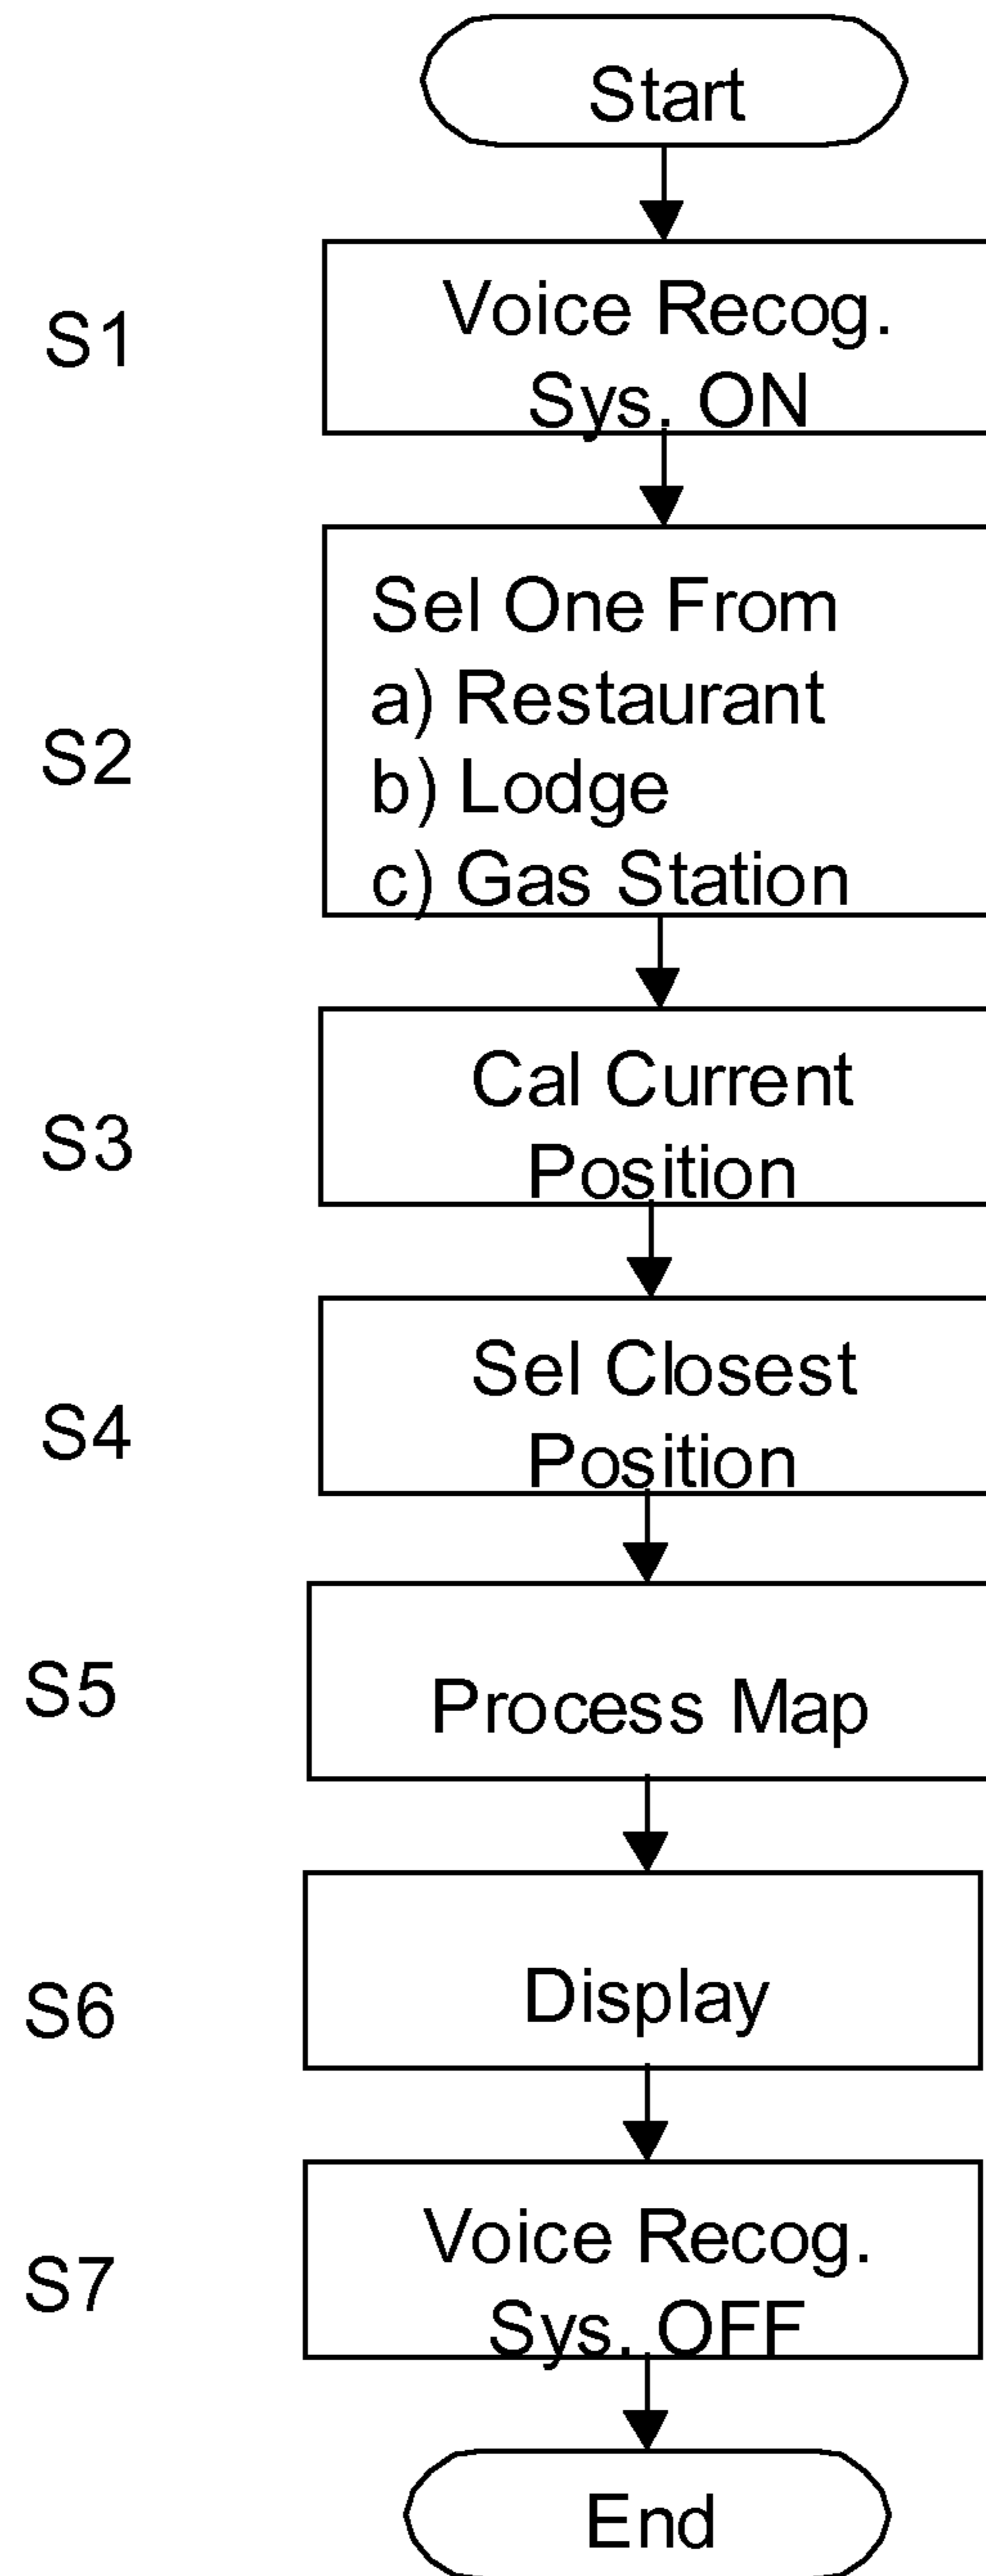 Start
S1
Voice Recog.
Sys. ON
S2
Sel One From
a) Restaurant
b) Lodge
c) Gas Station
S3
Cal Current
Position
S4
Sel Closest
Position
S5
Process Map
S6
Display
S7
Voice Recog.
Sys. OFF
End